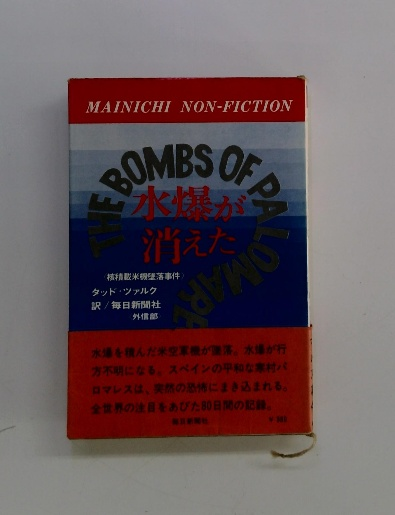 MAINICHI NON-FICTION
THE BOMBS OF PALOMARES
水爆が
消えた
〈核積載米機墜落事件〉
タッド・ツァルク
訳/毎日新聞社
外信部
水爆を積んだ米空軍機が墜落、水爆が行
方不明になる。スペインの平和な寒村パ
ロマレスは、突然の恐怖にまき込まれる。
全世界の注目をあびた80日間の記録。
毎日新聞社